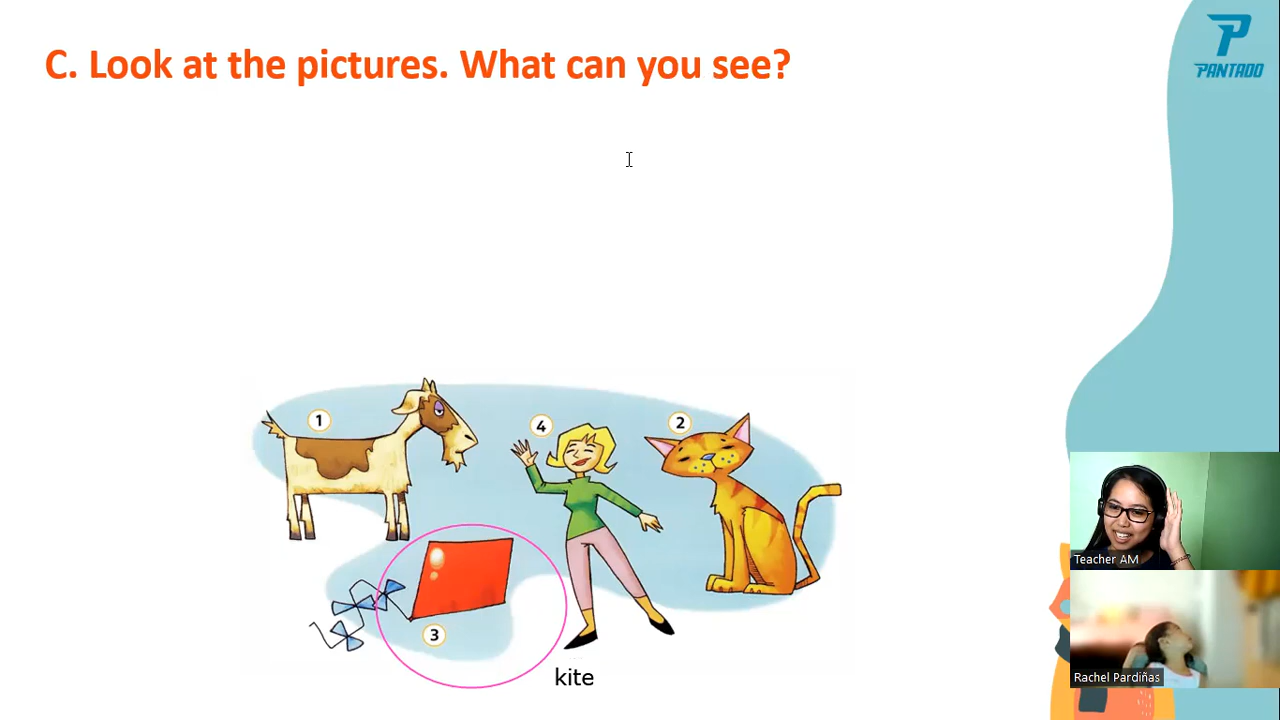 C. Look at the pictures. What can you see?
PANTADO
1
4
2
3
kite
Teacher AM
Rachel Pardiñas